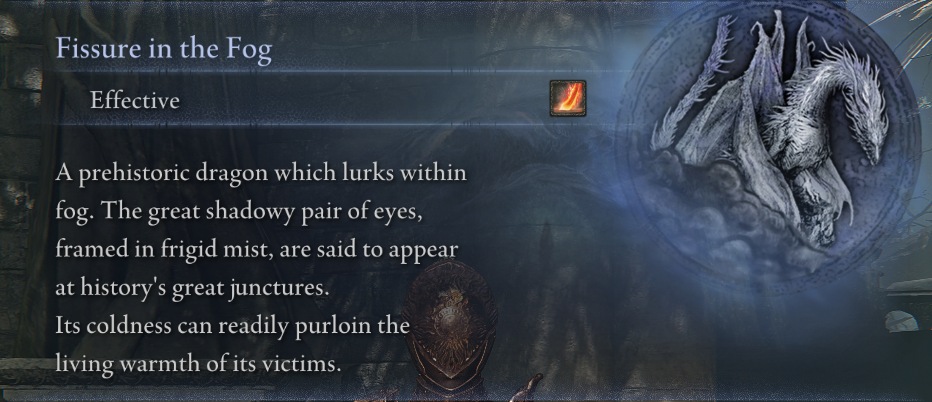 Fissure in the Fog
Effective
A prehistoric dragon which lurks within
fog. The great shadowy pair of eyes,
framed in frigid mist, are said to appear
at history's great junctures.
Its coldness can readily purloin the
living warmth of its victims.